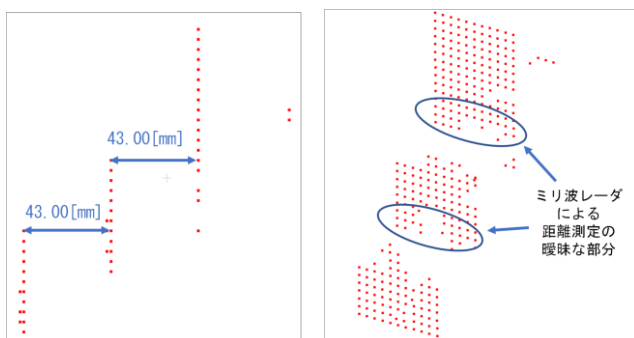 43.00[mm]
43.00[mm]
ミリ波レーダ
による
距離測定の
曖昧な部分